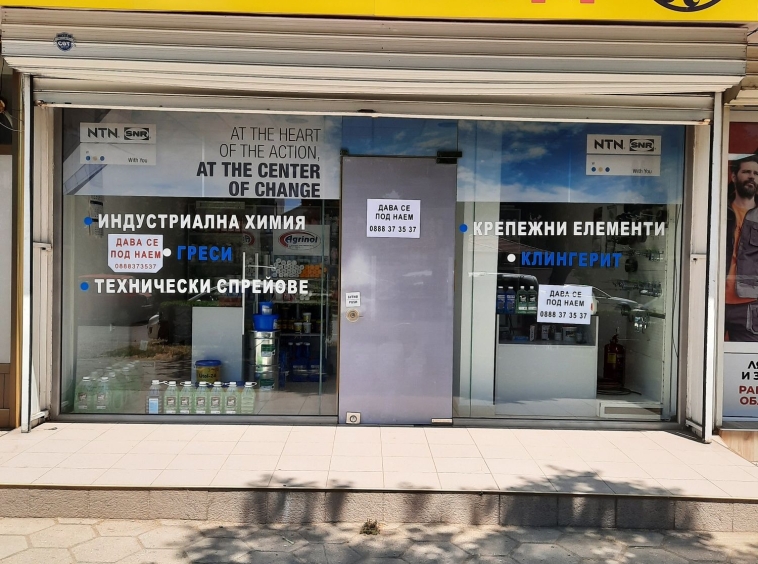 NTN
SNR
With You
AT THE HEART
OF THE ACTION,
AT THE CENTER
OF CHANGE
ИНДУСТРИАЛНА ХИМИЯ
ДАВА СЕ
ПОД НАЕМ
0888373537
ГРЕСИ
ТЕХНИЧЕСКИ СПРЕЙОВЕ
Agrinol
ДАВА СЕ
ПОД НАЕМ
0888 37 35 37
NTN
SNR
With You
КРЕПЕЖНИ ЕЛЕМЕНТИ
КЛИНГЕРИТ
ДАВА СЕ
ПОД НАЕМ
0888 37 35 37
И З
РАБ
ОБЛ